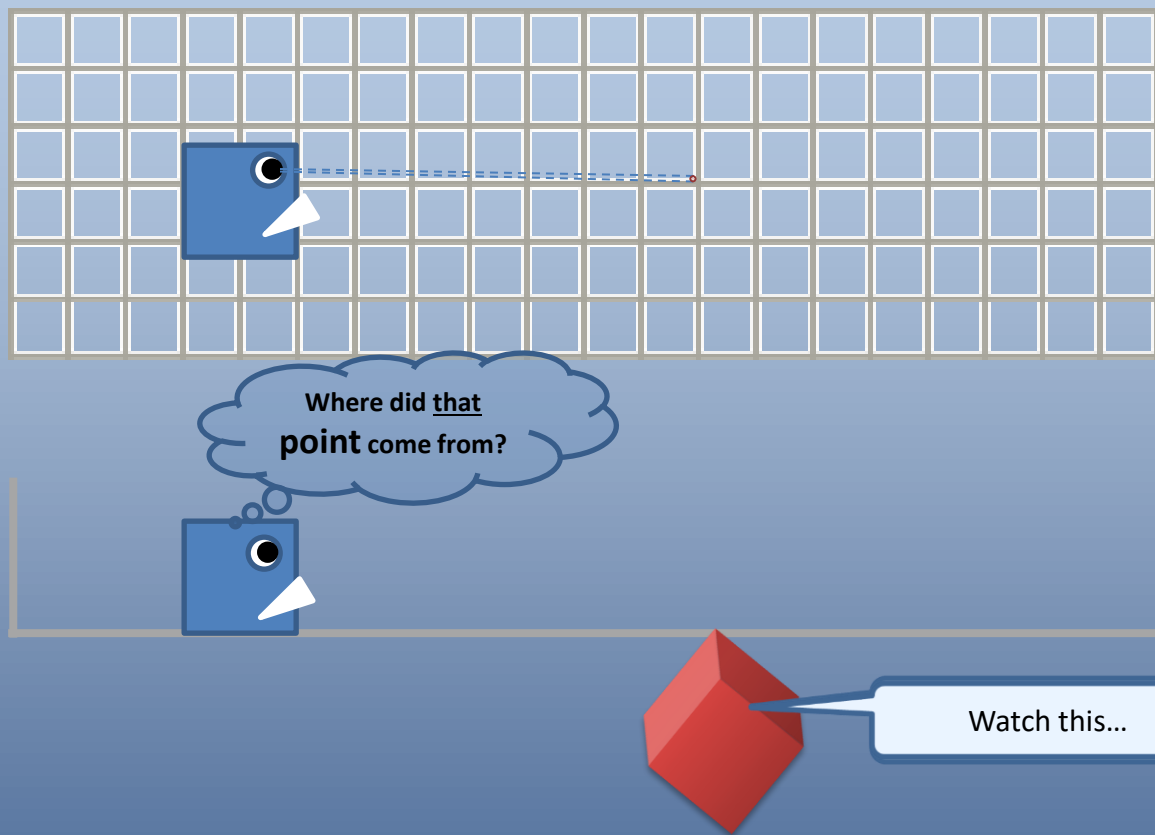 Where did that
point come from?
Watch this…